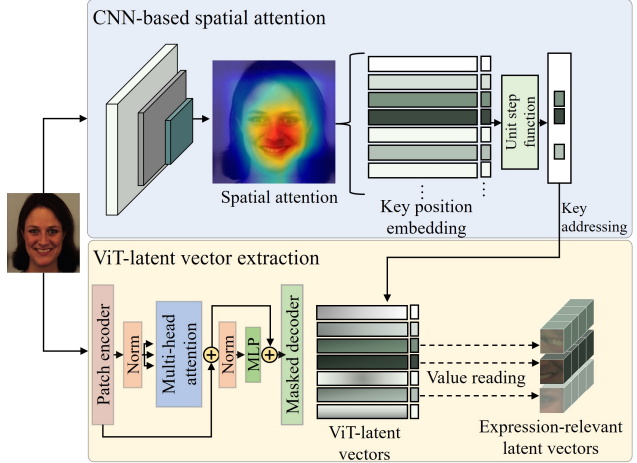 CNN-based spatial attention
Spatial attention
Key position
embedding
Unit step
function
Key
addressing
ViT-latent vector extraction
Patch encoder
Norm
Multi-head
attention
Norm
MLP
Masked decoder
ViT-latent
vectors
Value reading
Expression-relevant
latent vectors